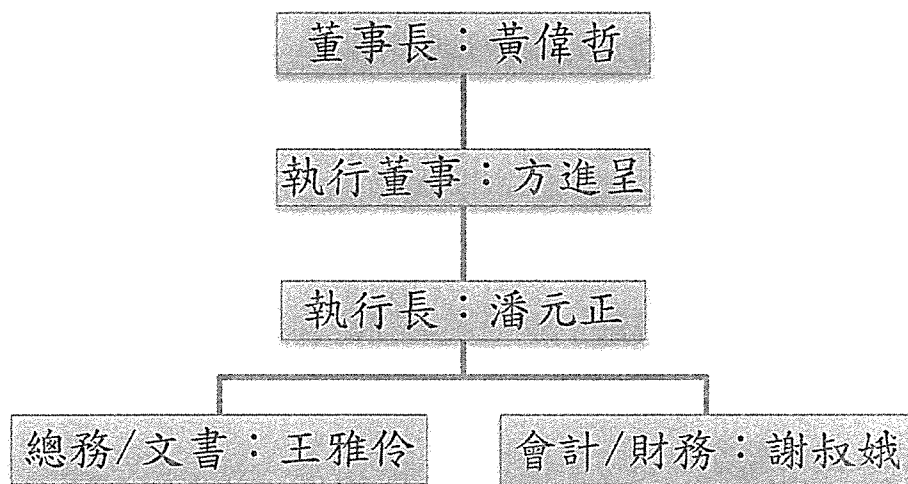 董事長：黃偉哲
執行董事：方進呈
執行長：潘元正
總務/文書：王雅伶
會計/財務：謝叔娥